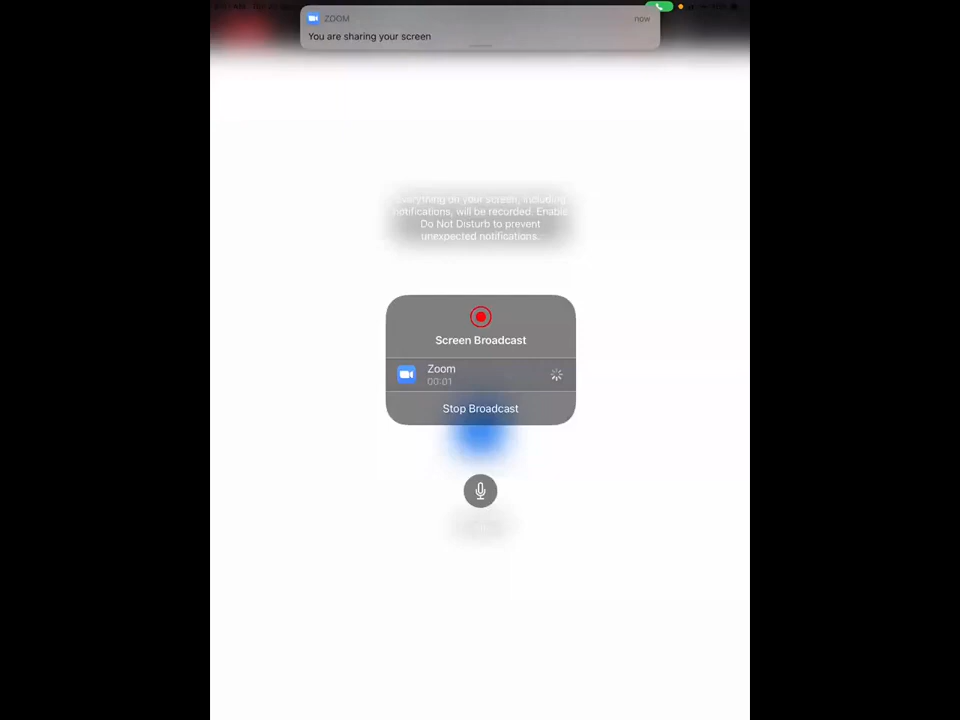 ZOOM now
You are sharing your screen
Everything on your screen, including
notifications, will be recorded. Enable
Do Not Disturb to prevent
unexpected notifications.
Screen Broadcast
Zoom
00:01
Stop Broadcast